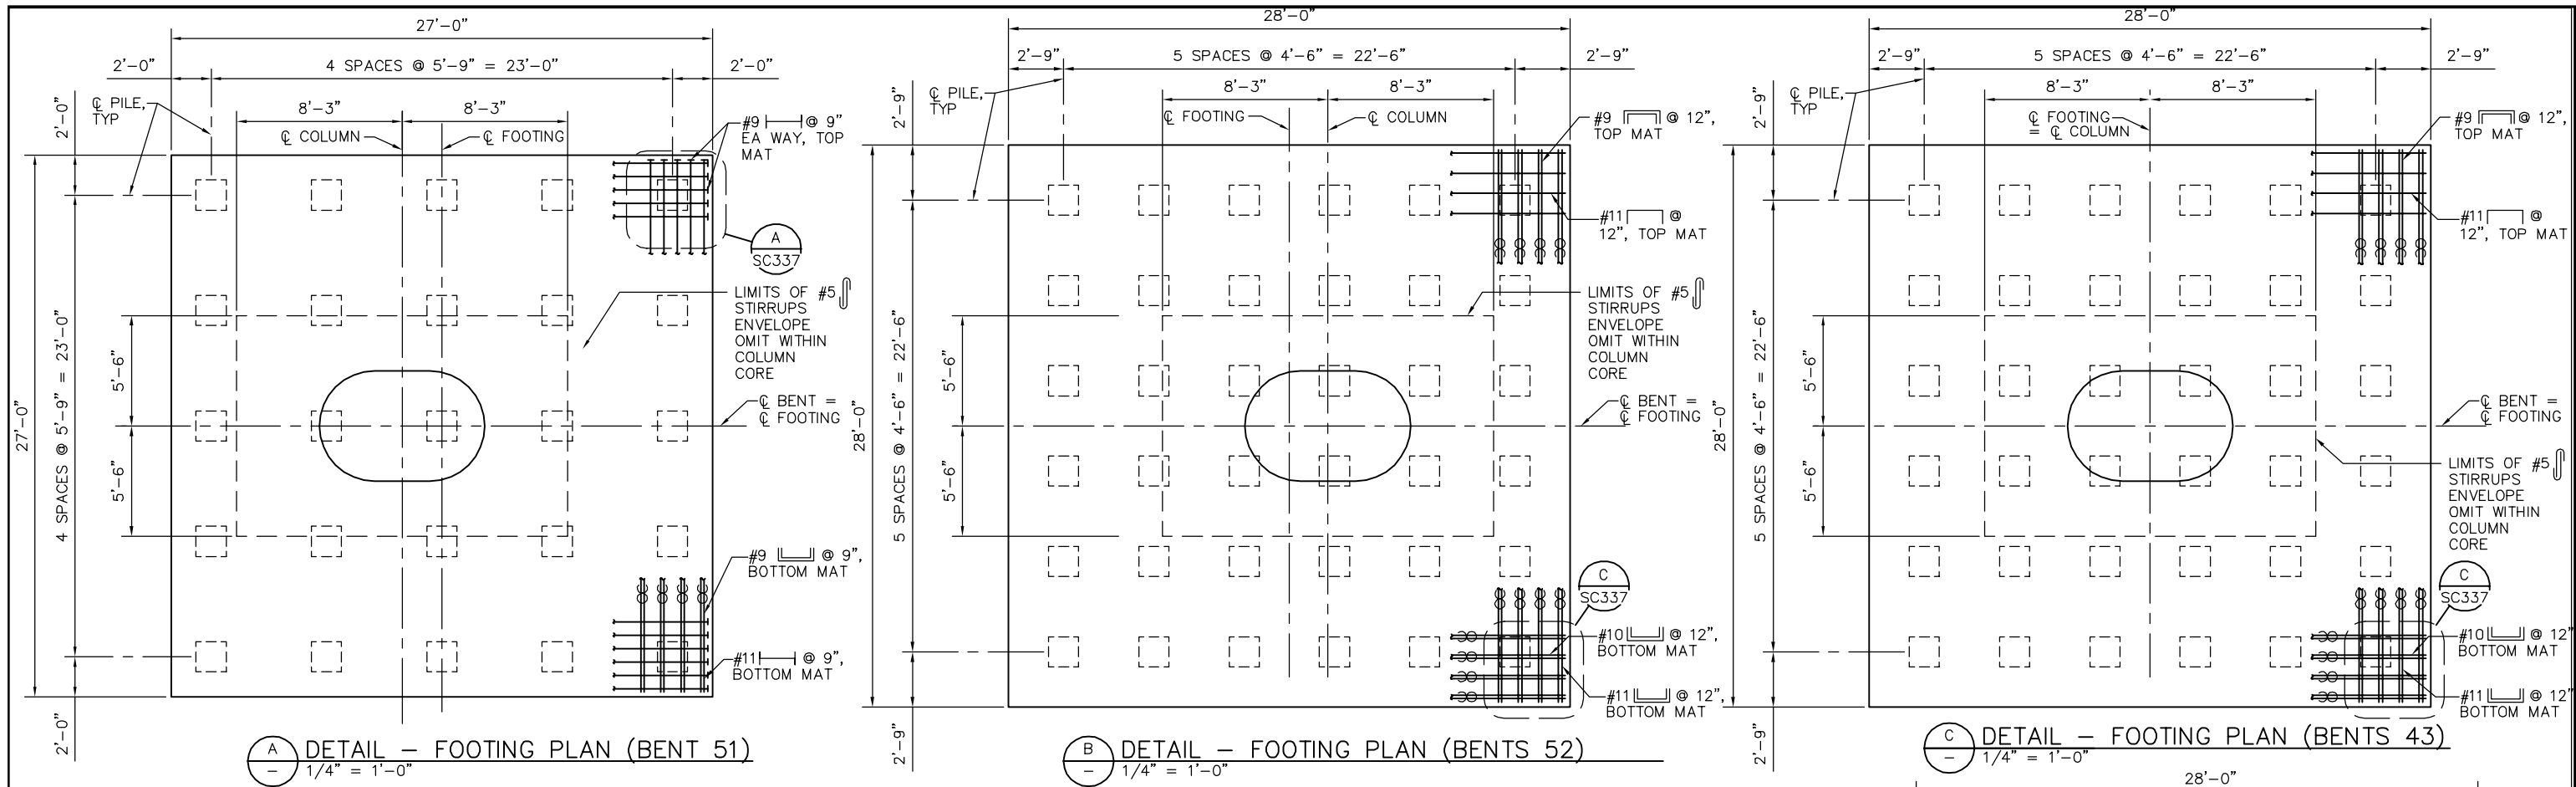 27'-0"
4 SPACES @ 5'-9" = 23'-0"
2'-0"
2'-0"
8'-3"
8'-3"
℄ PILE,
TYP
℄ COLUMN
℄ FOOTING
#9 @ 9"
EA WAY, TOP
MAT
2'-0"
A
SC337
LIMITS OF #5
STIRRUPS
ENVELOPE
OMIT WITHIN
COLUMN
CORE
27'-0"
4 SPACES @ 5'-9" = 23'-0"
5'-6"
5'-6"
℄ BENT =
℄ FOOTING
#9 @ 9",
BOTTOM MAT
#11 @ 9",
BOTTOM MAT
2'-0"
A
-
DETAIL - FOOTING PLAN (BENT 51)
1/4" = 1'-0"
28'-0"
2'-9"
5 SPACES @ 4'-6" = 22'-6"
2'-9"
8'-3"
8'-3"
℄ PILE,
TYP
℄ FOOTING
℄ COLUMN
#9 @ 12",
TOP MAT
2'-9"
#11 @
12", TOP MAT
LIMITS OF #5
STIRRUPS
ENVELOPE
OMIT WITHIN
COLUMN
CORE
28'-0"
5 SPACES @ 4'-6" = 22'-6"
5'-6"
5'-6"
℄ BENT =
℄ FOOTING
C
SC337
#10 @ 12",
BOTTOM MAT
#11 @ 12",
BOTTOM MAT
2'-9"
B
-
DETAIL - FOOTING PLAN (BENTS 52)
1/4" = 1'-0"
28'-0"
2'-9"
5 SPACES @ 4'-6" = 22'-6"
2'-9"
8'-3"
8'-3"
℄ PILE,
TYP
℄ FOOTING
= ℄ COLUMN
#9 @ 12",
TOP MAT
2'-9"
#11 @
12", TOP MAT
28'-0"
5 SPACES @ 4'-6" = 22'-6"
5'-6"
5'-6"
℄ BENT =
℄ FOOTING
LIMITS OF #5
STIRRUPS
ENVELOPE
OMIT WITHIN
COLUMN
CORE
C
SC337
#10 @ 12"
BOTTOM MAT
#11 @ 12"
BOTTOM MAT
2'-9"
C
-
DETAIL - FOOTING PLAN (BENTS 43)
1/4" = 1'-0"
28'-0"